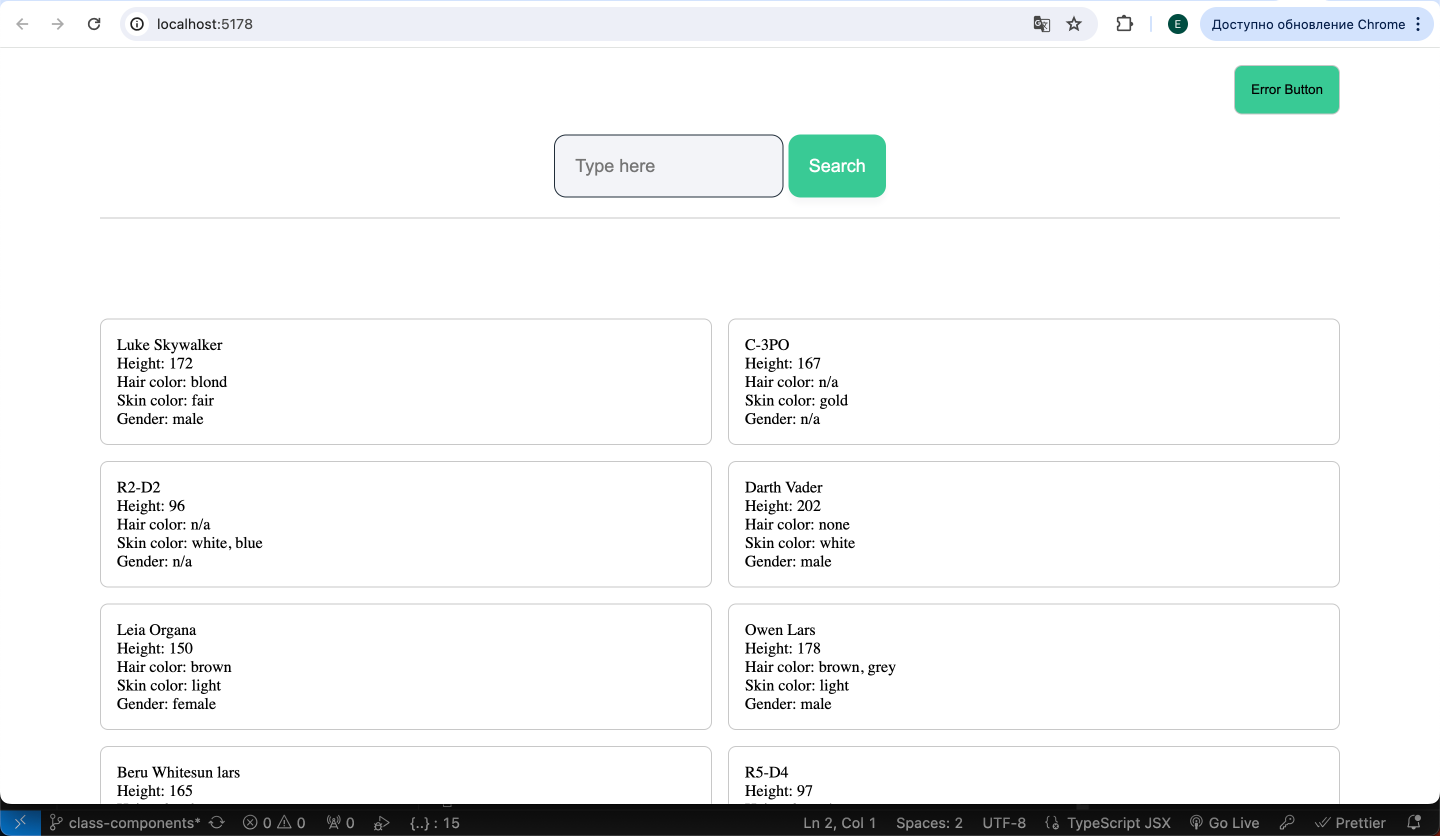 localhost:5178
E
Доступно обновление Chrome
Error Button
Type here
Search
Luke Skywalker
Height: 172
Hair color: blond
Skin color: fair
Gender: male
C-3PO
Height: 167
Hair color: n/a
Skin color: gold
Gender: n/a
R2-D2
Height: 96
Hair color: n/a
Skin color: white, blue
Gender: n/a
Darth Vader
Height: 202
Hair color: none
Skin color: white
Gender: male
Leia Organa
Height: 150
Hair color: brown
Skin color: light
Gender: female
Owen Lars
Height: 178
Hair color: brown, grey
Skin color: light
Gender: male
Beru Whitesun lars
Height: 165
R5-D4
Height: 97
class-components* 0 0 0 {..} : 15 Ln 2, Col 1 Spaces: 2 UTF-8 TypeScript JSX Go Live Prettier